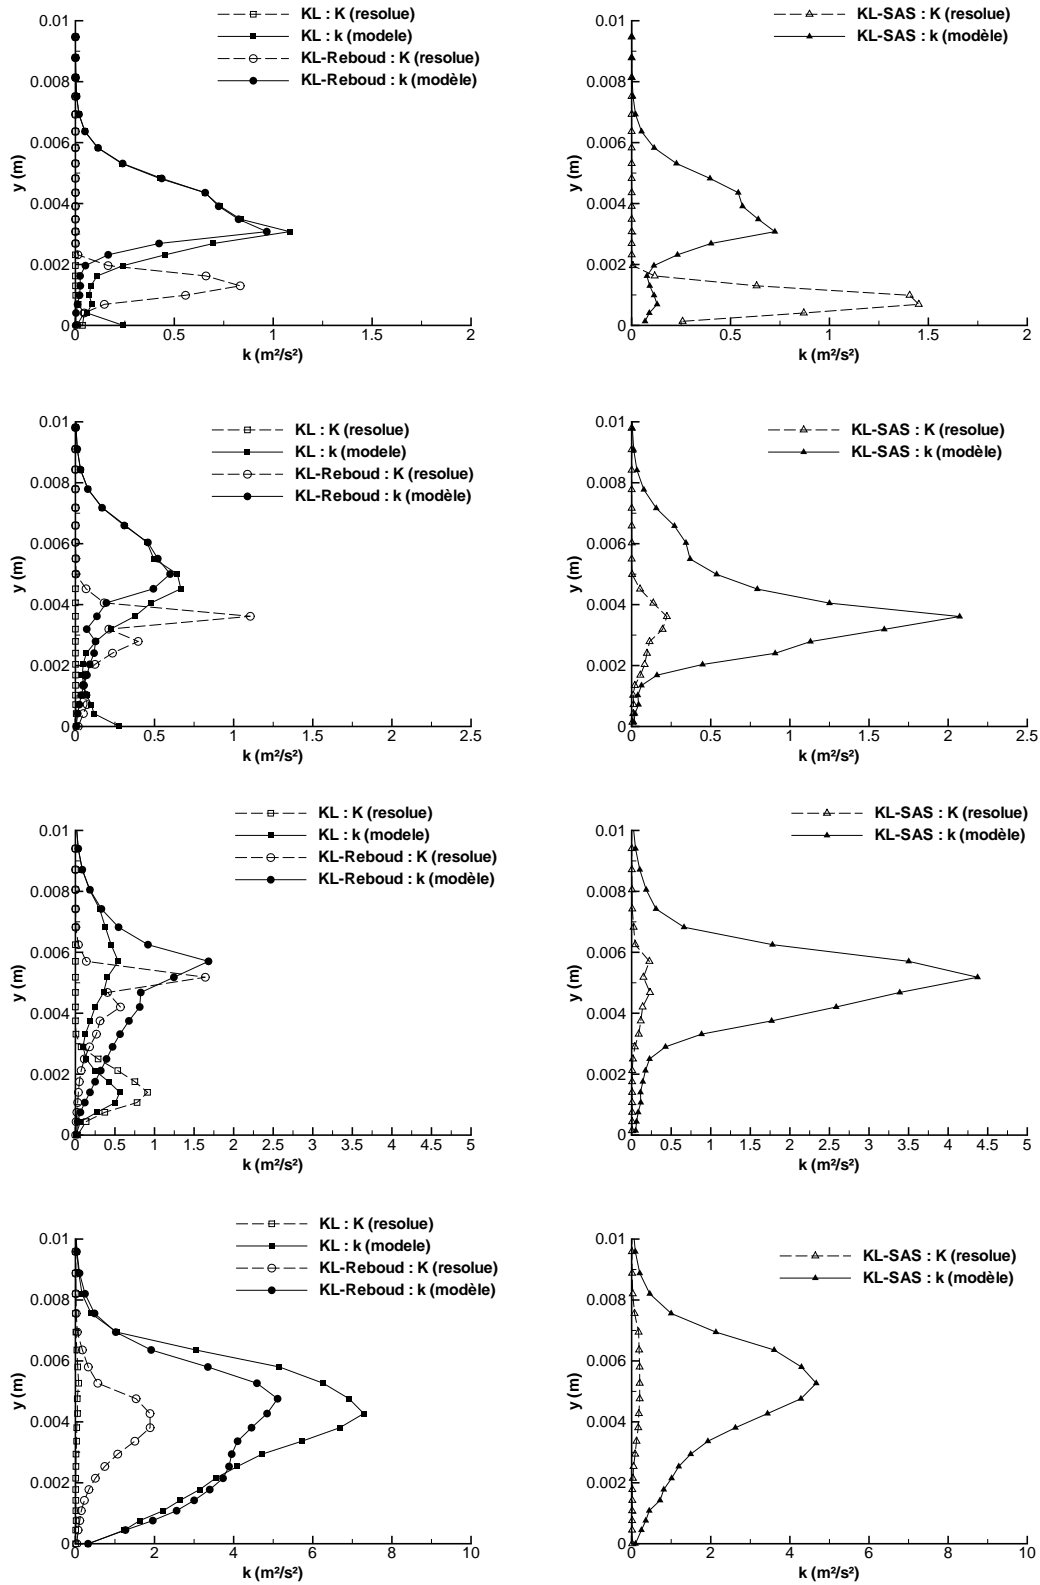 KL : K (resolue)
KL : k (modele)
KL-Reboud : K (resolue)
KL-Reboud : k (modèle)
y (m)
0.01
0.008
0.006
0.004
0.002
0
0 0.5 1 1.5 2
k (m²/s²)
KL-SAS : K (resolue)
KL-SAS : k (modèle)
y (m)
0.01
0.008
0.006
0.004
0.002
0
0 0.5 1 1.5 2
k (m²/s²)
KL : K (resolue)
KL : k (modele)
KL-Reboud : K (resolue)
KL-Reboud : k (modèle)
y (m)
0.01
0.008
0.006
0.004
0.002
0
0 0.5 1 1.5 2 2.5
k (m²/s²)
KL-SAS : K (resolue)
KL-SAS : k (modèle)
y (m)
0.01
0.008
0.006
0.004
0.002
0
0 0.5 1 1.5 2 2.5
k (m²/s²)
KL : K (resolue)
KL : k (modele)
KL-Reboud : K (resolue)
KL-Reboud : k (modèle)
y (m)
0.01
0.008
0.006
0.004
0.002
0
0 0.5 1 1.5 2 2.5 3 3.5 4 4.5 5
k (m²/s²)
KL-SAS : K (resolue)
KL-SAS : k (modèle)
y (m)
0.01
0.008
0.006
0.004
0.002
0
0 0.5 1 1.5 2 2.5 3 3.5 4 4.5 5
k (m²/s²)
KL : K (resolue)
KL : k (modele)
KL-Reboud : K (resolue)
KL-Reboud : k (modèle)
y (m)
0.01
0.008
0.006
0.004
0.002
0
0 2 4 6 8 10
k (m²/s²)
KL-SAS : K (resolue)
KL-SAS : k (modèle)
y (m)
0.01
0.008
0.006
0.004
0.002
0
0 2 4 6 8 10
k (m²/s²)